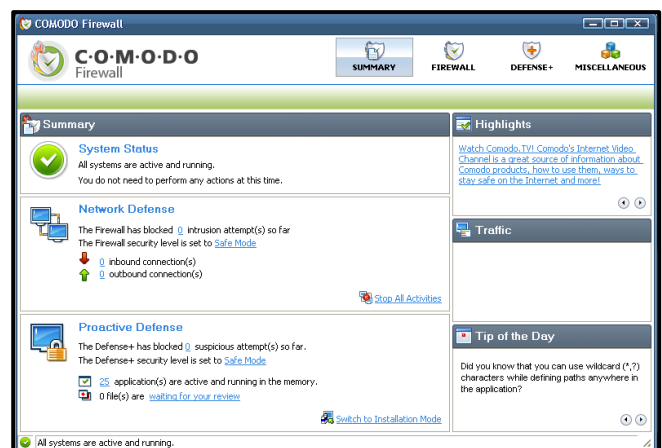 COMODO Firewall
C·O·M·O·D·O
Firewall
SUMMARY
FIREWALL
DEFENSE+
MISCELLANEOUS
Summary
System Status
All systems are active and running.
You do not need to perform any actions at this time.
Network Defense
The Firewall has blocked 0 intrusion attempt(s) so far
The Firewall security level is set to Safe Mode
0 inbound connection(s)
0 outbound connection(s)
Stop All Activities
Proactive Defense
The Defense+ has blocked 0 suspicious attempt(s) so far.
The Defense+ security level is set to Safe Mode
25 application(s) are active and running in the memory.
0 file(s) are waiting for your review
Switch to Installation Mode
Highlights
Watch Comodo.TV! Comodo's Internet Video
Channel is a great source of information about
Comodo products, how to use them, ways to
stay safe on the Internet and more!
Traffic
Tip of the Day
Did you know that you can use wildcard (*,?)
characters while defining paths anywhere in
the application?
All systems are active and running.